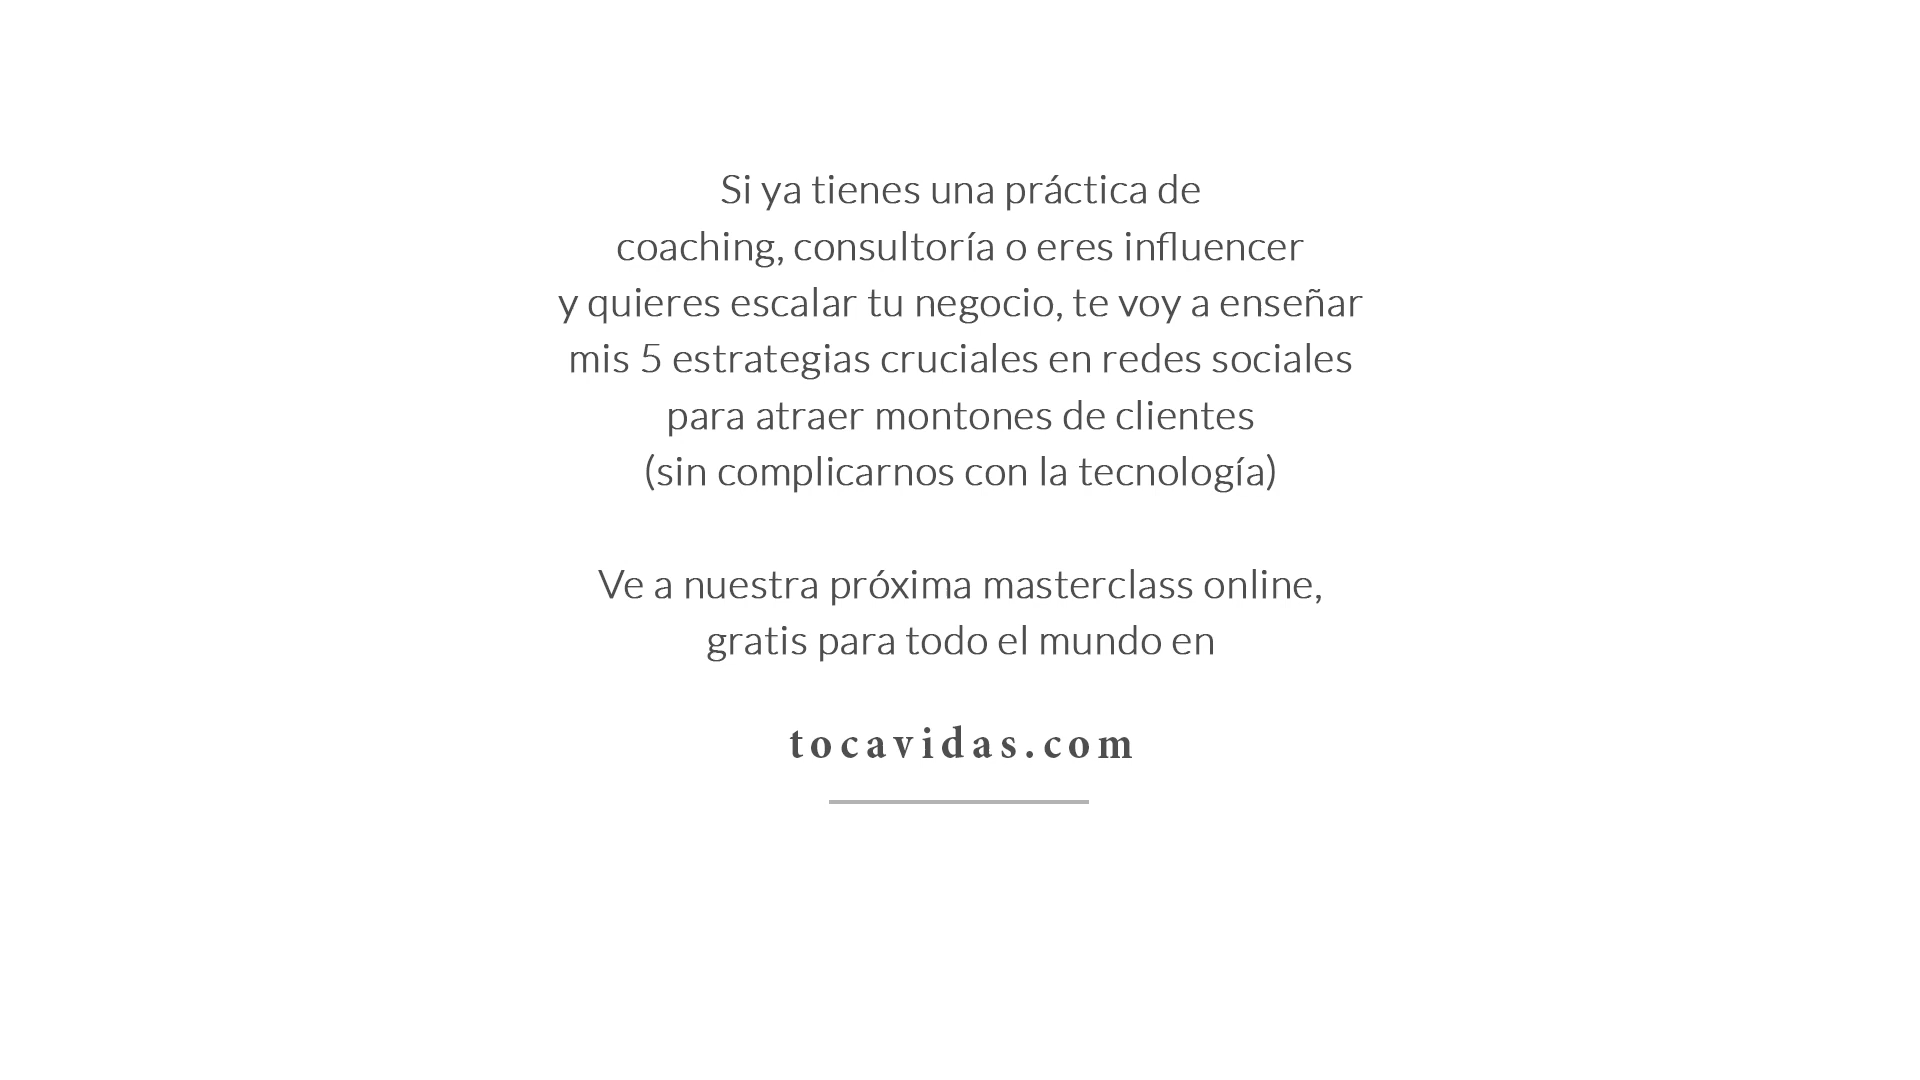 Si ya tienes una práctica de
coaching, consultoría o eres influencer
y quieres escalar tu negocio, te voy a enseñar
mis 5 estrategias cruciales en redes sociales
para atraer montones de clientes
(sin complicarnos con la tecnología)
Ve a nuestra próxima masterclass online,
gratis para todo el mundo en
tocavidas.com